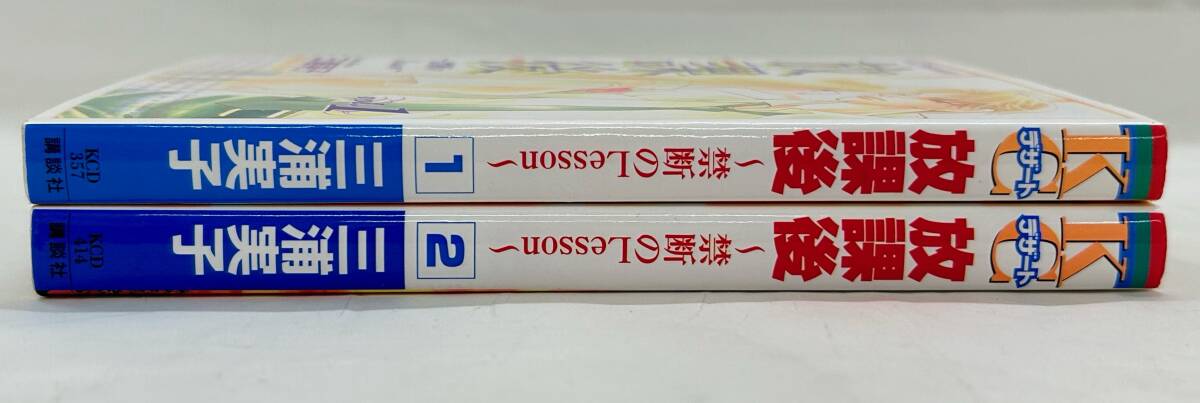 KC
デザート
放課後
～禁断のLesson～
1
三浦実子
KCD
357
講談社
KC
デザート
放課後
～禁断のLesson～
2
三浦実子
KCD
414
講談社